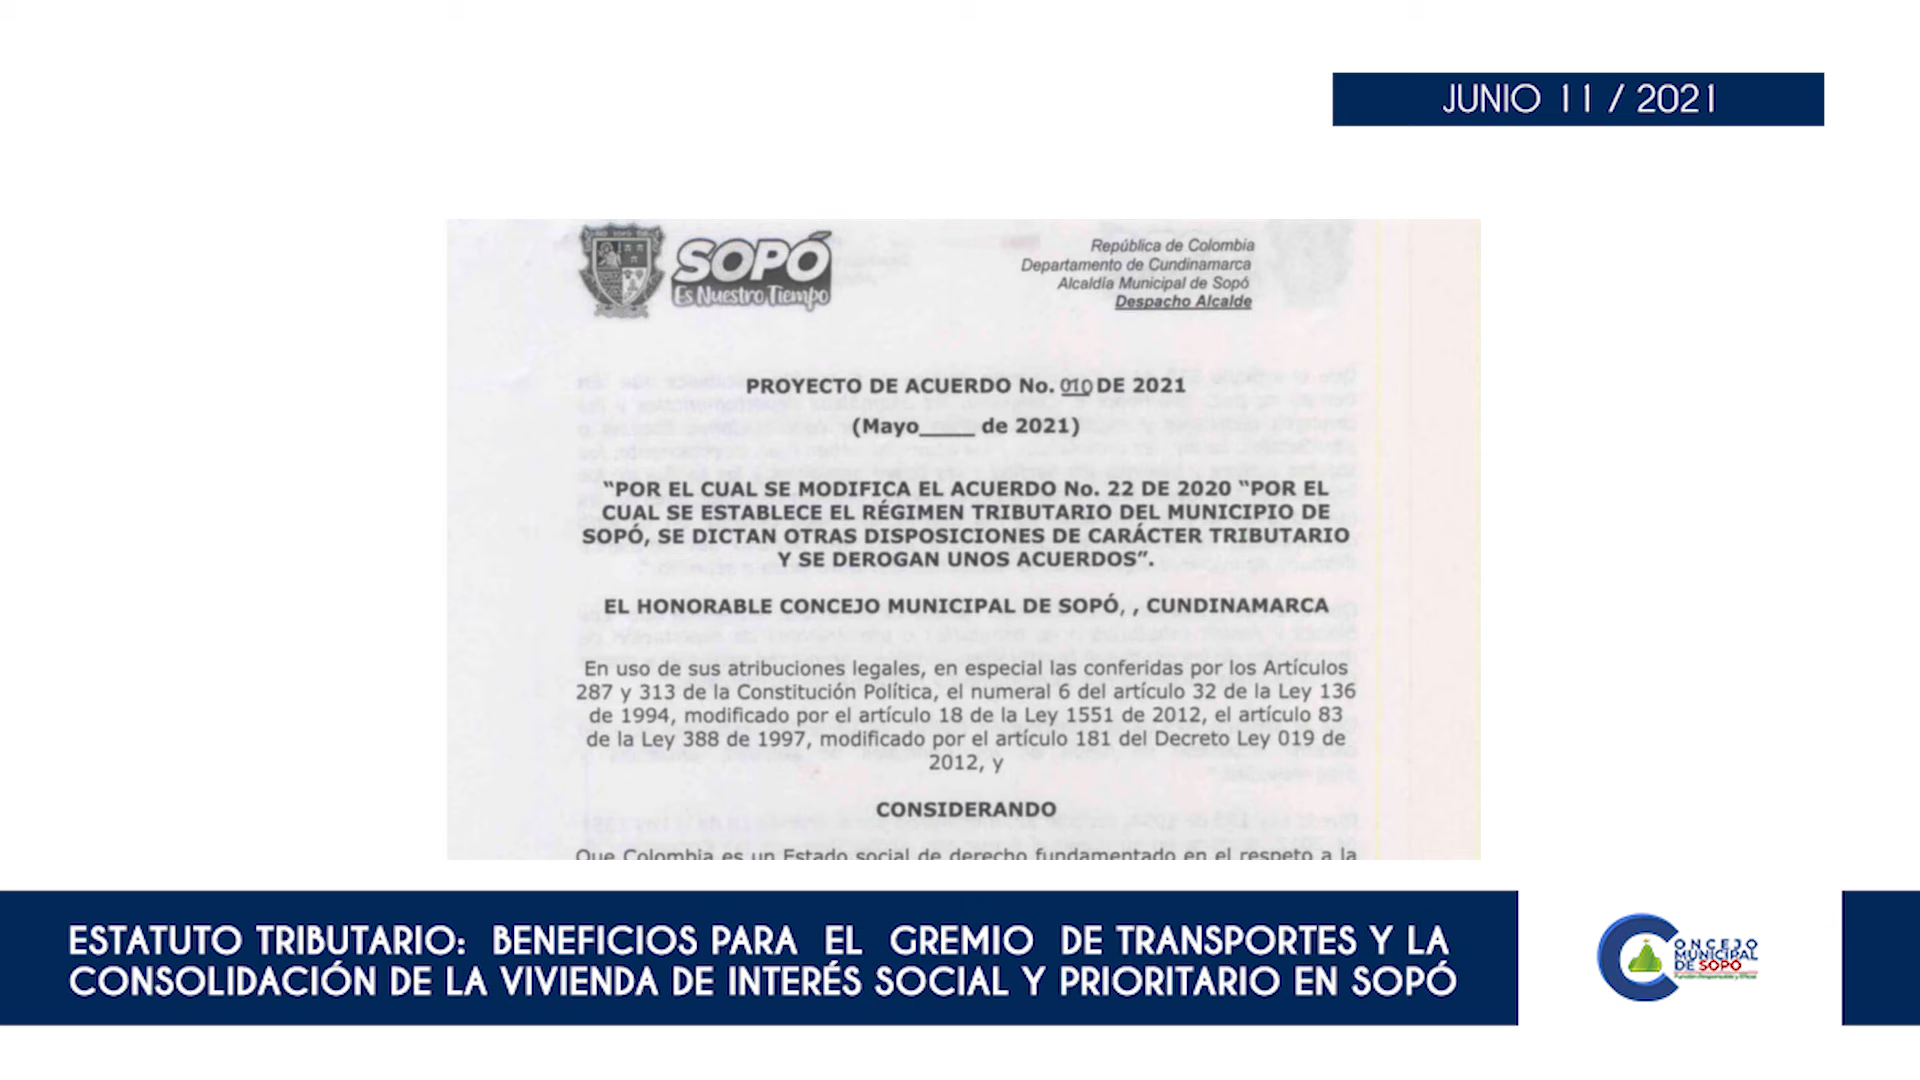 JUNIO 11 / 2021
SOPÓ
Es Nuestro Tiempo
República de Colombia
Departamento de Cundinamarca
Alcaldía Municipal de Sopó
Despacho Alcalde
PROYECTO DE ACUERDO No. 010 DE 2021
(Mayo____ de 2021)
“POR EL CUAL SE MODIFICA EL ACUERDO No. 22 DE 2020 “POR EL
CUAL SE ESTABLECE EL RÉGIMEN TRIBUTARIO DEL MUNICIPIO DE
SOPÓ, SE DICTAN OTRAS DISPOSICIONES DE CARÁCTER TRIBUTARIO
Y SE DEROGAN UNOS ACUERDOS”.
EL HONORABLE CONCEJO MUNICIPAL DE SOPÓ, , CUNDINAMARCA
En uso de sus atribuciones legales, en especial las conferidas por los Artículos
287 y 313 de la Constitución Política, el numeral 6 del artículo 32 de la Ley 136
de 1994, modificado por el artículo 18 de la Ley 1551 de 2012, el artículo 83
de la Ley 388 de 1997, modificado por el artículo 181 del Decreto Ley 019 de
2012, y
CONSIDERANDO
Que Colombia es un Estado social de derecho fundamentado en el respeto a la
ESTATUTO TRIBUTARIO: BENEFICIOS PARA EL GREMIO DE TRANSPORTES Y LA
CONSOLIDACIÓN DE LA VIVIENDA DE INTERÉS SOCIAL Y PRIORITARIO EN SOPÓ
CONCEJO
MUNICIPAL
DE SOPÓ